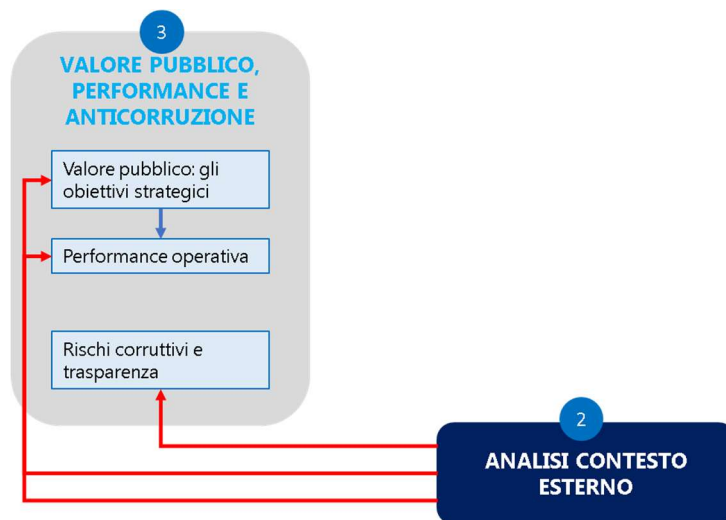 3
VALORE PUBBLICO,
PERFORMANCE E
ANTICORRUZIONE
Valore pubblico: gli
obiettivi strategici
Performance operativa
Rischi corruttivi e
trasparenza
2
ANALISI CONTESTO
ESTERNO